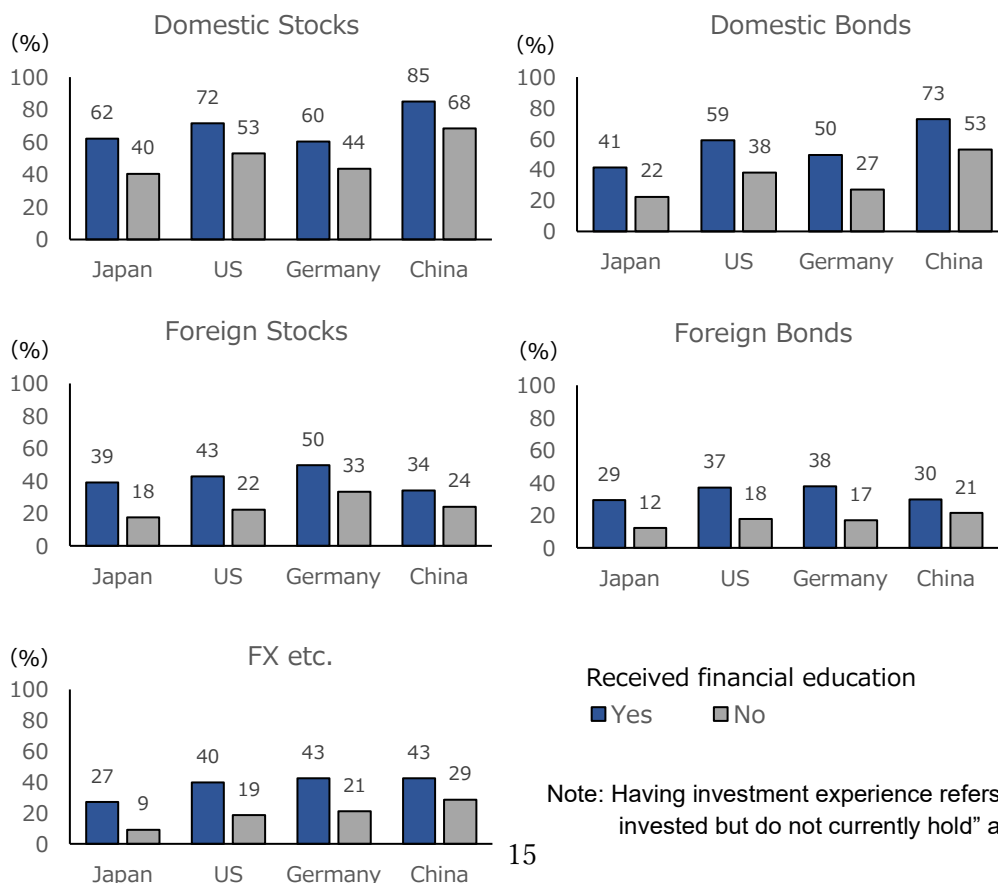 Domestic Stocks
(%)
100
80
60
40
20
0
62
40
72
53
60
44
85
68
Japan
US
Germany
China
Domestic Bonds
(%)
100
80
60
40
20
0
41
22
59
38
50
27
73
53
Japan
US
Germany
China
Foreign Stocks
(%)
100
80
60
40
20
0
39
18
43
22
50
33
34
24
Japan
US
Germany
China
Foreign Bonds
(%)
100
80
60
40
20
0
29
12
37
18
38
17
30
21
Japan
US
Germany
China
FX etc.
(%)
100
80
60
40
20
0
27
9
40
19
43
21
43
29
Japan
US
Germany
China
Received financial education
Yes
No
Note: Having investment experience refers
invested but do not currently hold” a
15